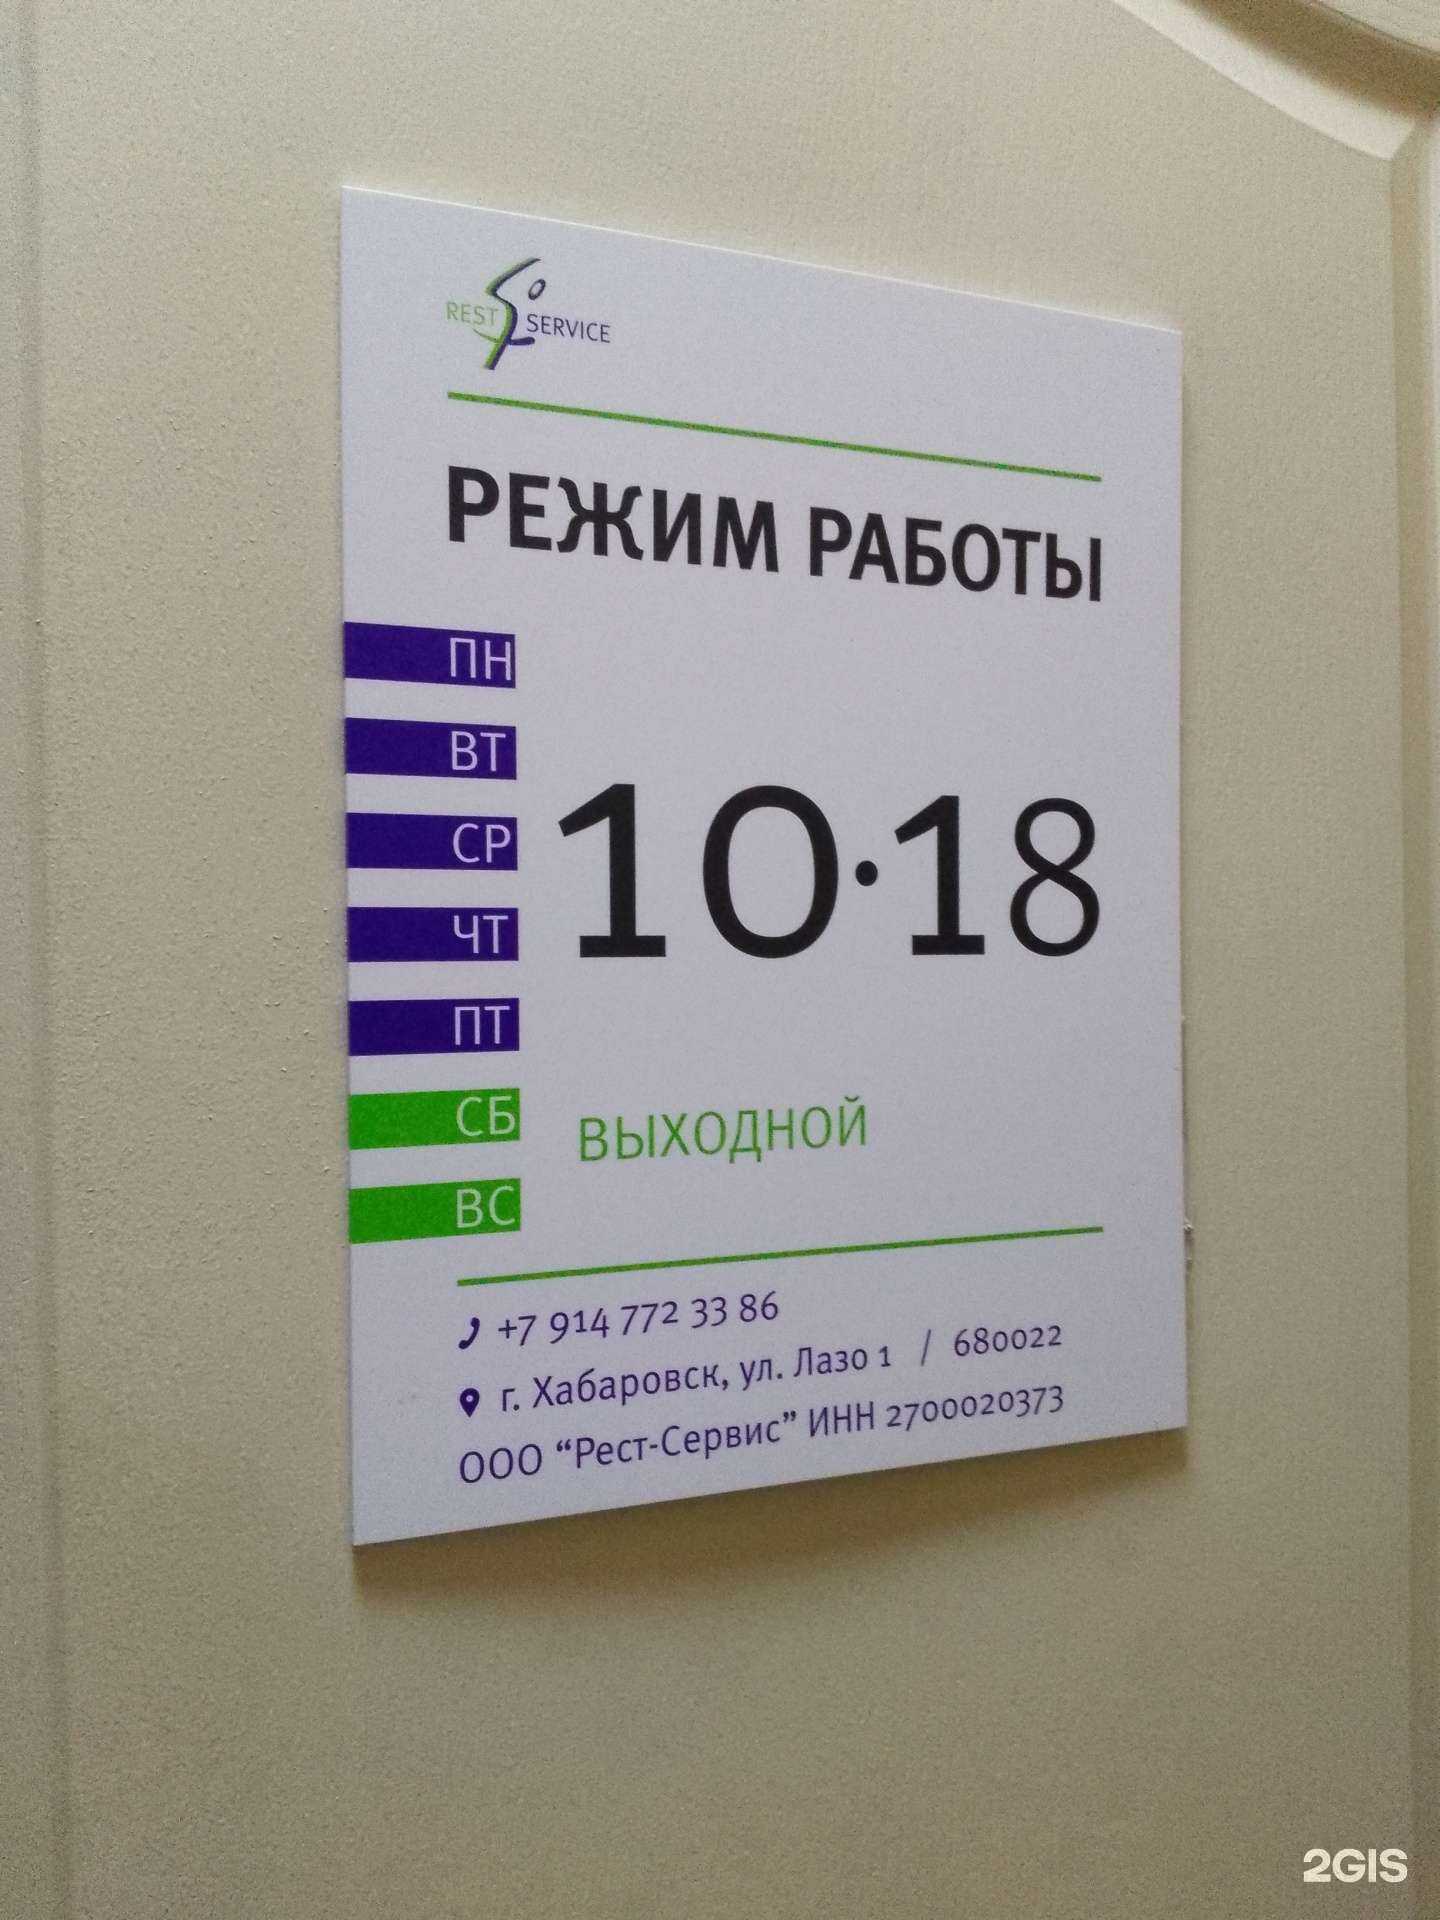 REST SERVICE
РЕЖИМ РАБОТЫ
ПН
ВТ
СР
10·18
ЧТ
ПТ
СБ
ВЫХОДНОЙ
ВС
+7 914 772 33 86
г. Хабаровск, ул. Лазо 1 / 680022
ООО “Рест-Сервис” ИНН 2700020373
2GIS